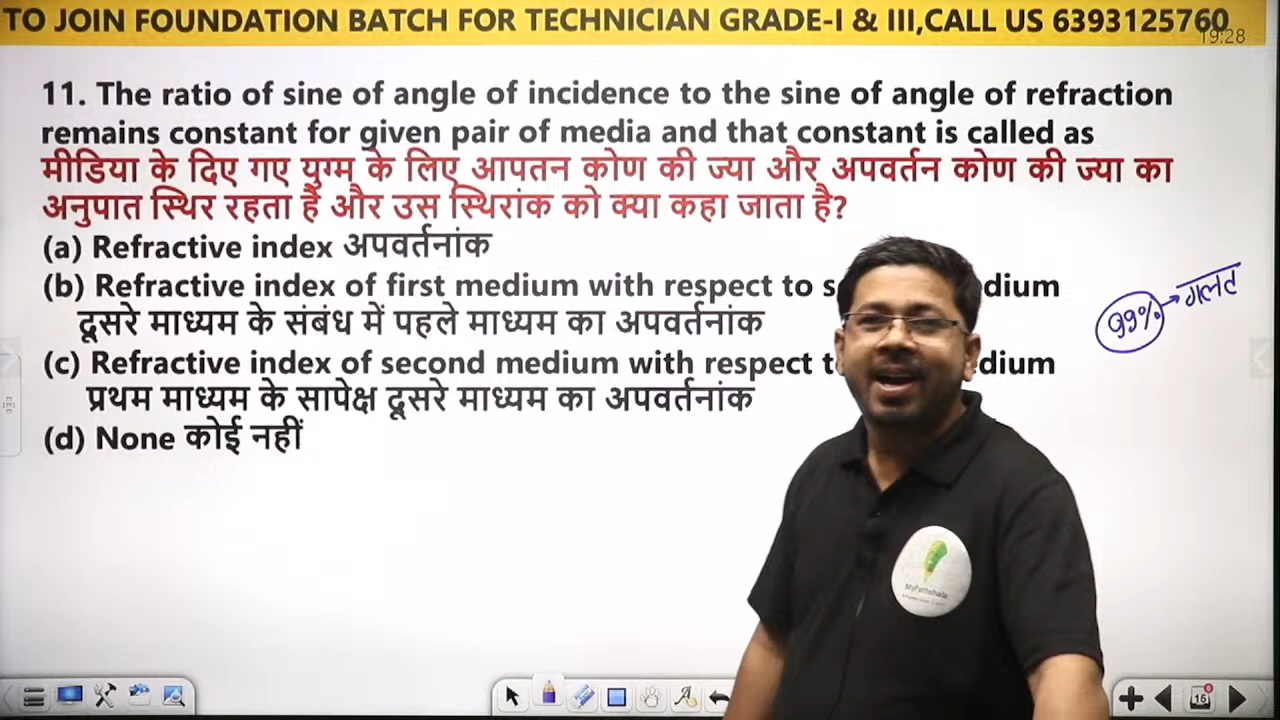 TO JOIN FOUNDATION BATCH FOR TECHNICIAN GRADE-I & III,CALL US 6393125760
19:28
11. The ratio of sine of angle of incidence to the sine of angle of refraction
remains constant for given pair of media and that constant is called as
मीडिया के दिए गए युग्म के लिए आपतन कोण की ज्या और अपवर्तन कोण की ज्या का
अनुपात स्थिर रहता है और उस स्थिरांक को क्या कहा जाता है?
(a) Refractive index अपवर्तनांक
(b) Refractive index of first medium with respect to s dium
दूसरे माध्यम के संबंध में पहले माध्यम का अपवर्तनांक
99% → गलत
(c) Refractive index of second medium with respect t dium
प्रथम माध्यम के सापेक्ष दूसरे माध्यम का अपवर्तनांक
(d) None कोई नहीं
MyPathshala
16